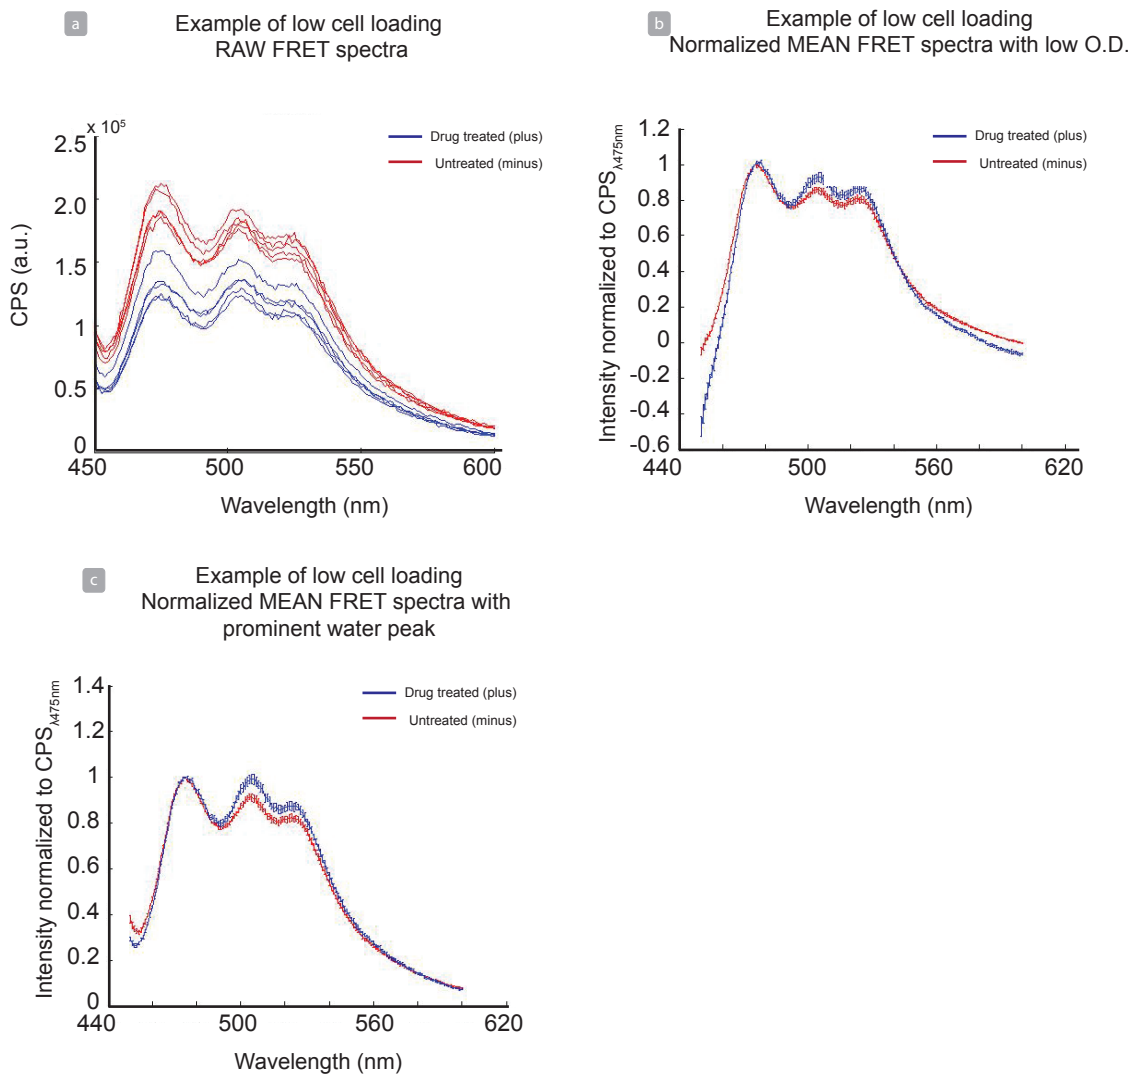 a
Example of low cell loading
RAW FRET spectra
x 10⁵
2.5
2.0
1.5
1
0.5
0
CPS (a.u.)
Drug treated (plus)
Untreated (minus)
450 500 550 600
Wavelength (nm)
b
Example of low cell loading
Normalized MEAN FRET spectra with low O.D.
1.2
1
0.8
0.6
0.4
0.2
0
-0.2
-0.4
-0.6
Intensity normalized to CPSλ475nm
Drug treated (plus)
Untreated (minus)
440 500 560 620
Wavelength (nm)
c
Example of low cell loading
Normalized MEAN FRET spectra with
prominent water peak
1.4
1.2
1
0.8
0.6
0.4
0.2
0
Intensity normalized to CPSλ475nm
Drug treated (plus)
Untreated (minus)
440 500 560 620
Wavelength (nm)